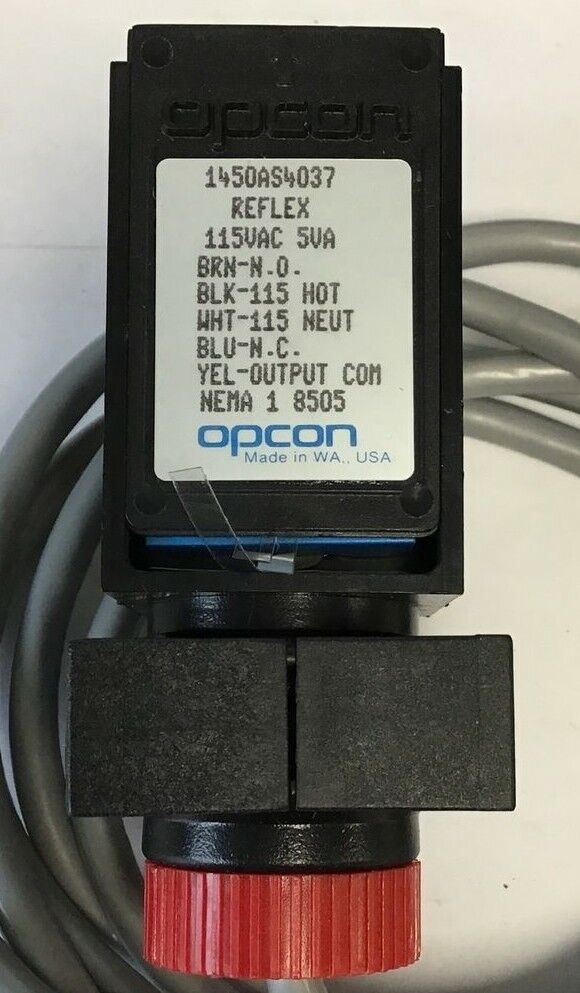 opcon
1450AS4037
REFLEX
115VAC 5VA
BRN-N.O.
BLK-115 HOT
WHT-115 NEUT
BLU-N.C.
YEL-OUTPUT COM
NEMA 1 8505
opcon
Made in WA., USA